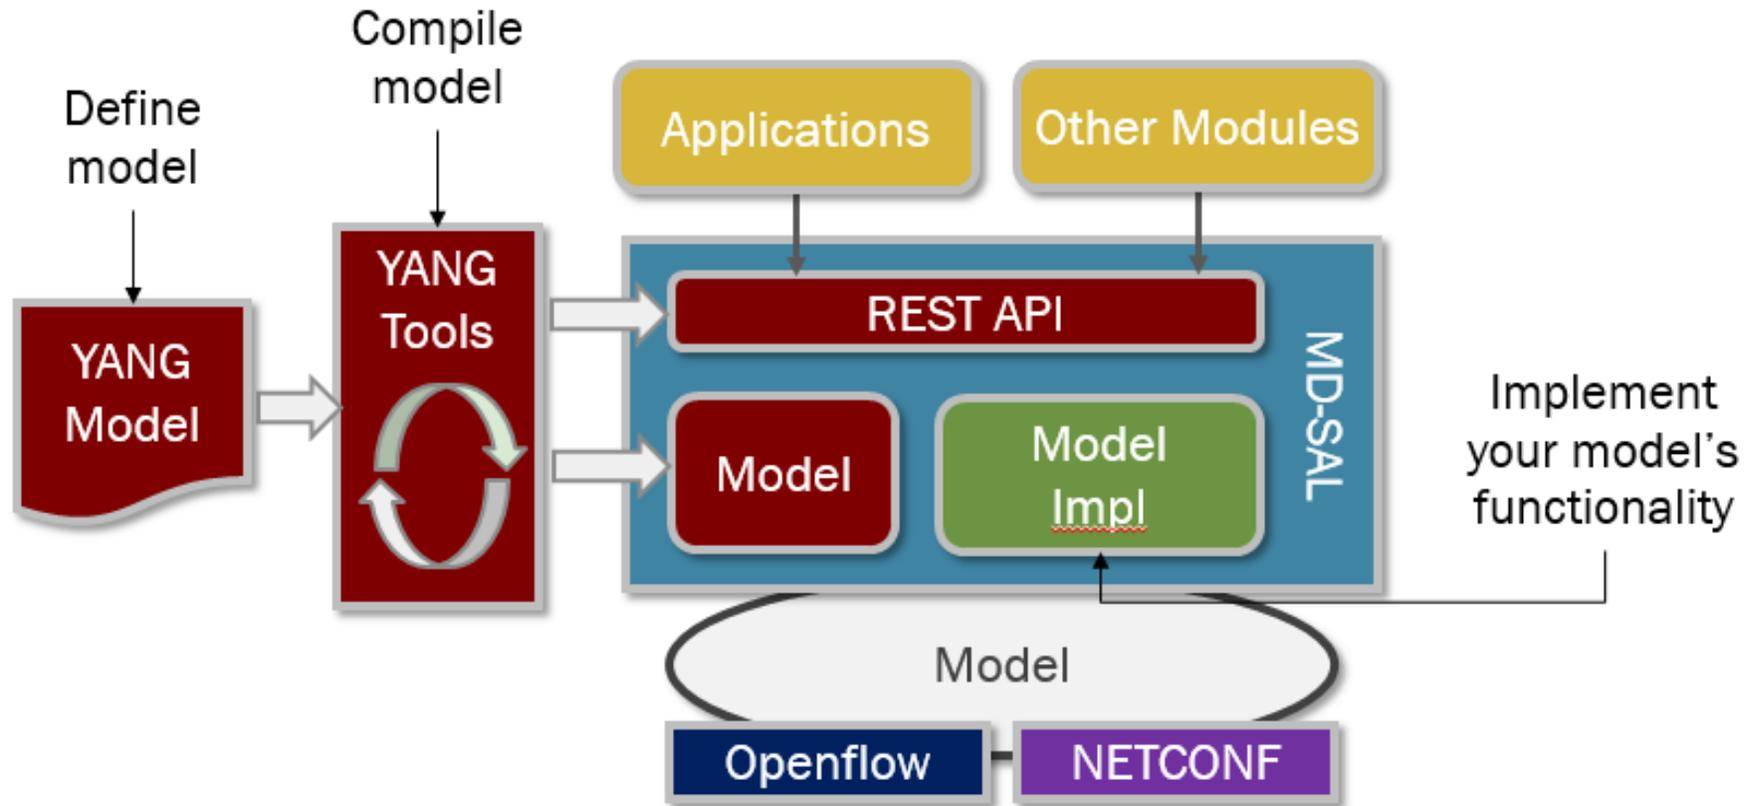 Define
model
Compile
model
Applications
Other Modules
YANG
Model
YANG
Tools
REST API
Model
Model
Impl
MD-SAL
Implement
your model's
functionality
Model
Openflow
NETCONF